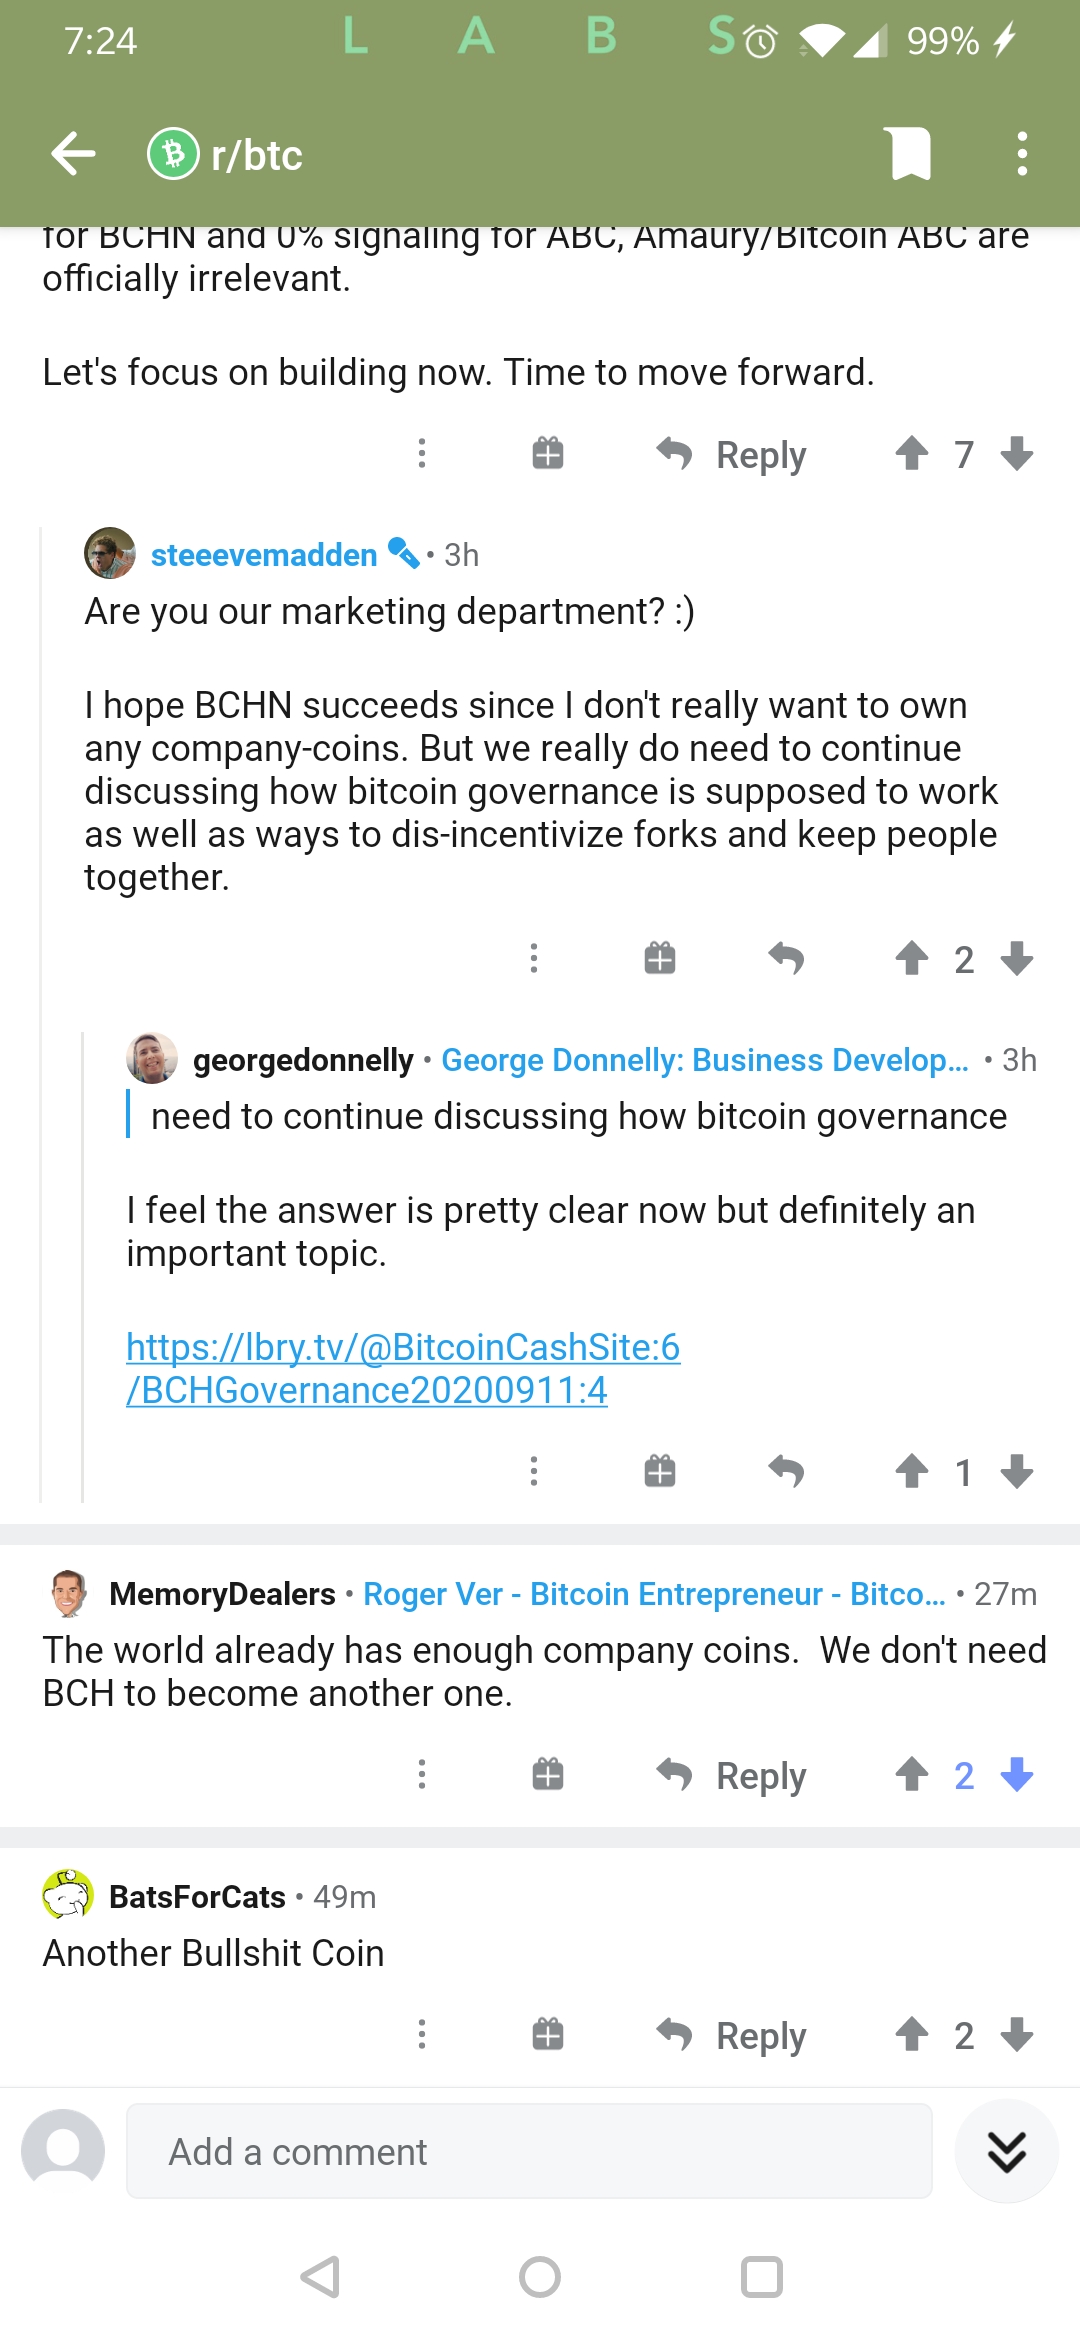 7:24
L A B S
99%
r/btc
for BCHN and 0% signaling for ABC, Amaury/Bitcoin ABC are
officially irrelevant.
Let's focus on building now. Time to move forward.
Reply 7
steeevemadden • 3h
Are you our marketing department? :)
I hope BCHN succeeds since I don't really want to own
any company-coins. But we really do need to continue
discussing how bitcoin governance is supposed to work
as well as ways to dis-incentivize forks and keep people
together.
2
georgedonnelly • George Donnelly: Business Develop... • 3h
need to continue discussing how bitcoin governance
I feel the answer is pretty clear now but definitely an
important topic.
https://lbry.tv/@BitcoinCashSite:6
/BCHGovernance20200911:4
1
MemoryDealers • Roger Ver - Bitcoin Entrepreneur - Bitco... • 27m
The world already has enough company coins.  We don't need
BCH to become another one.
Reply 2
BatsForCats • 49m
Another Bullshit Coin
Reply 2
Add a comment